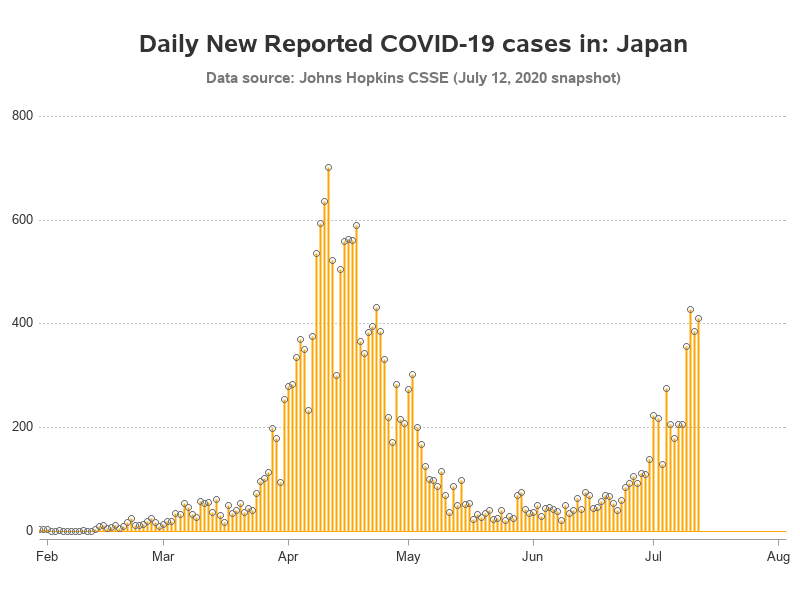 Daily New Reported COVID-19 cases in: Japan
Data source: Johns Hopkins CSSE (July 12, 2020 snapshot)
800
600
400
200
0
Feb Mar Apr May Jun Jul Aug